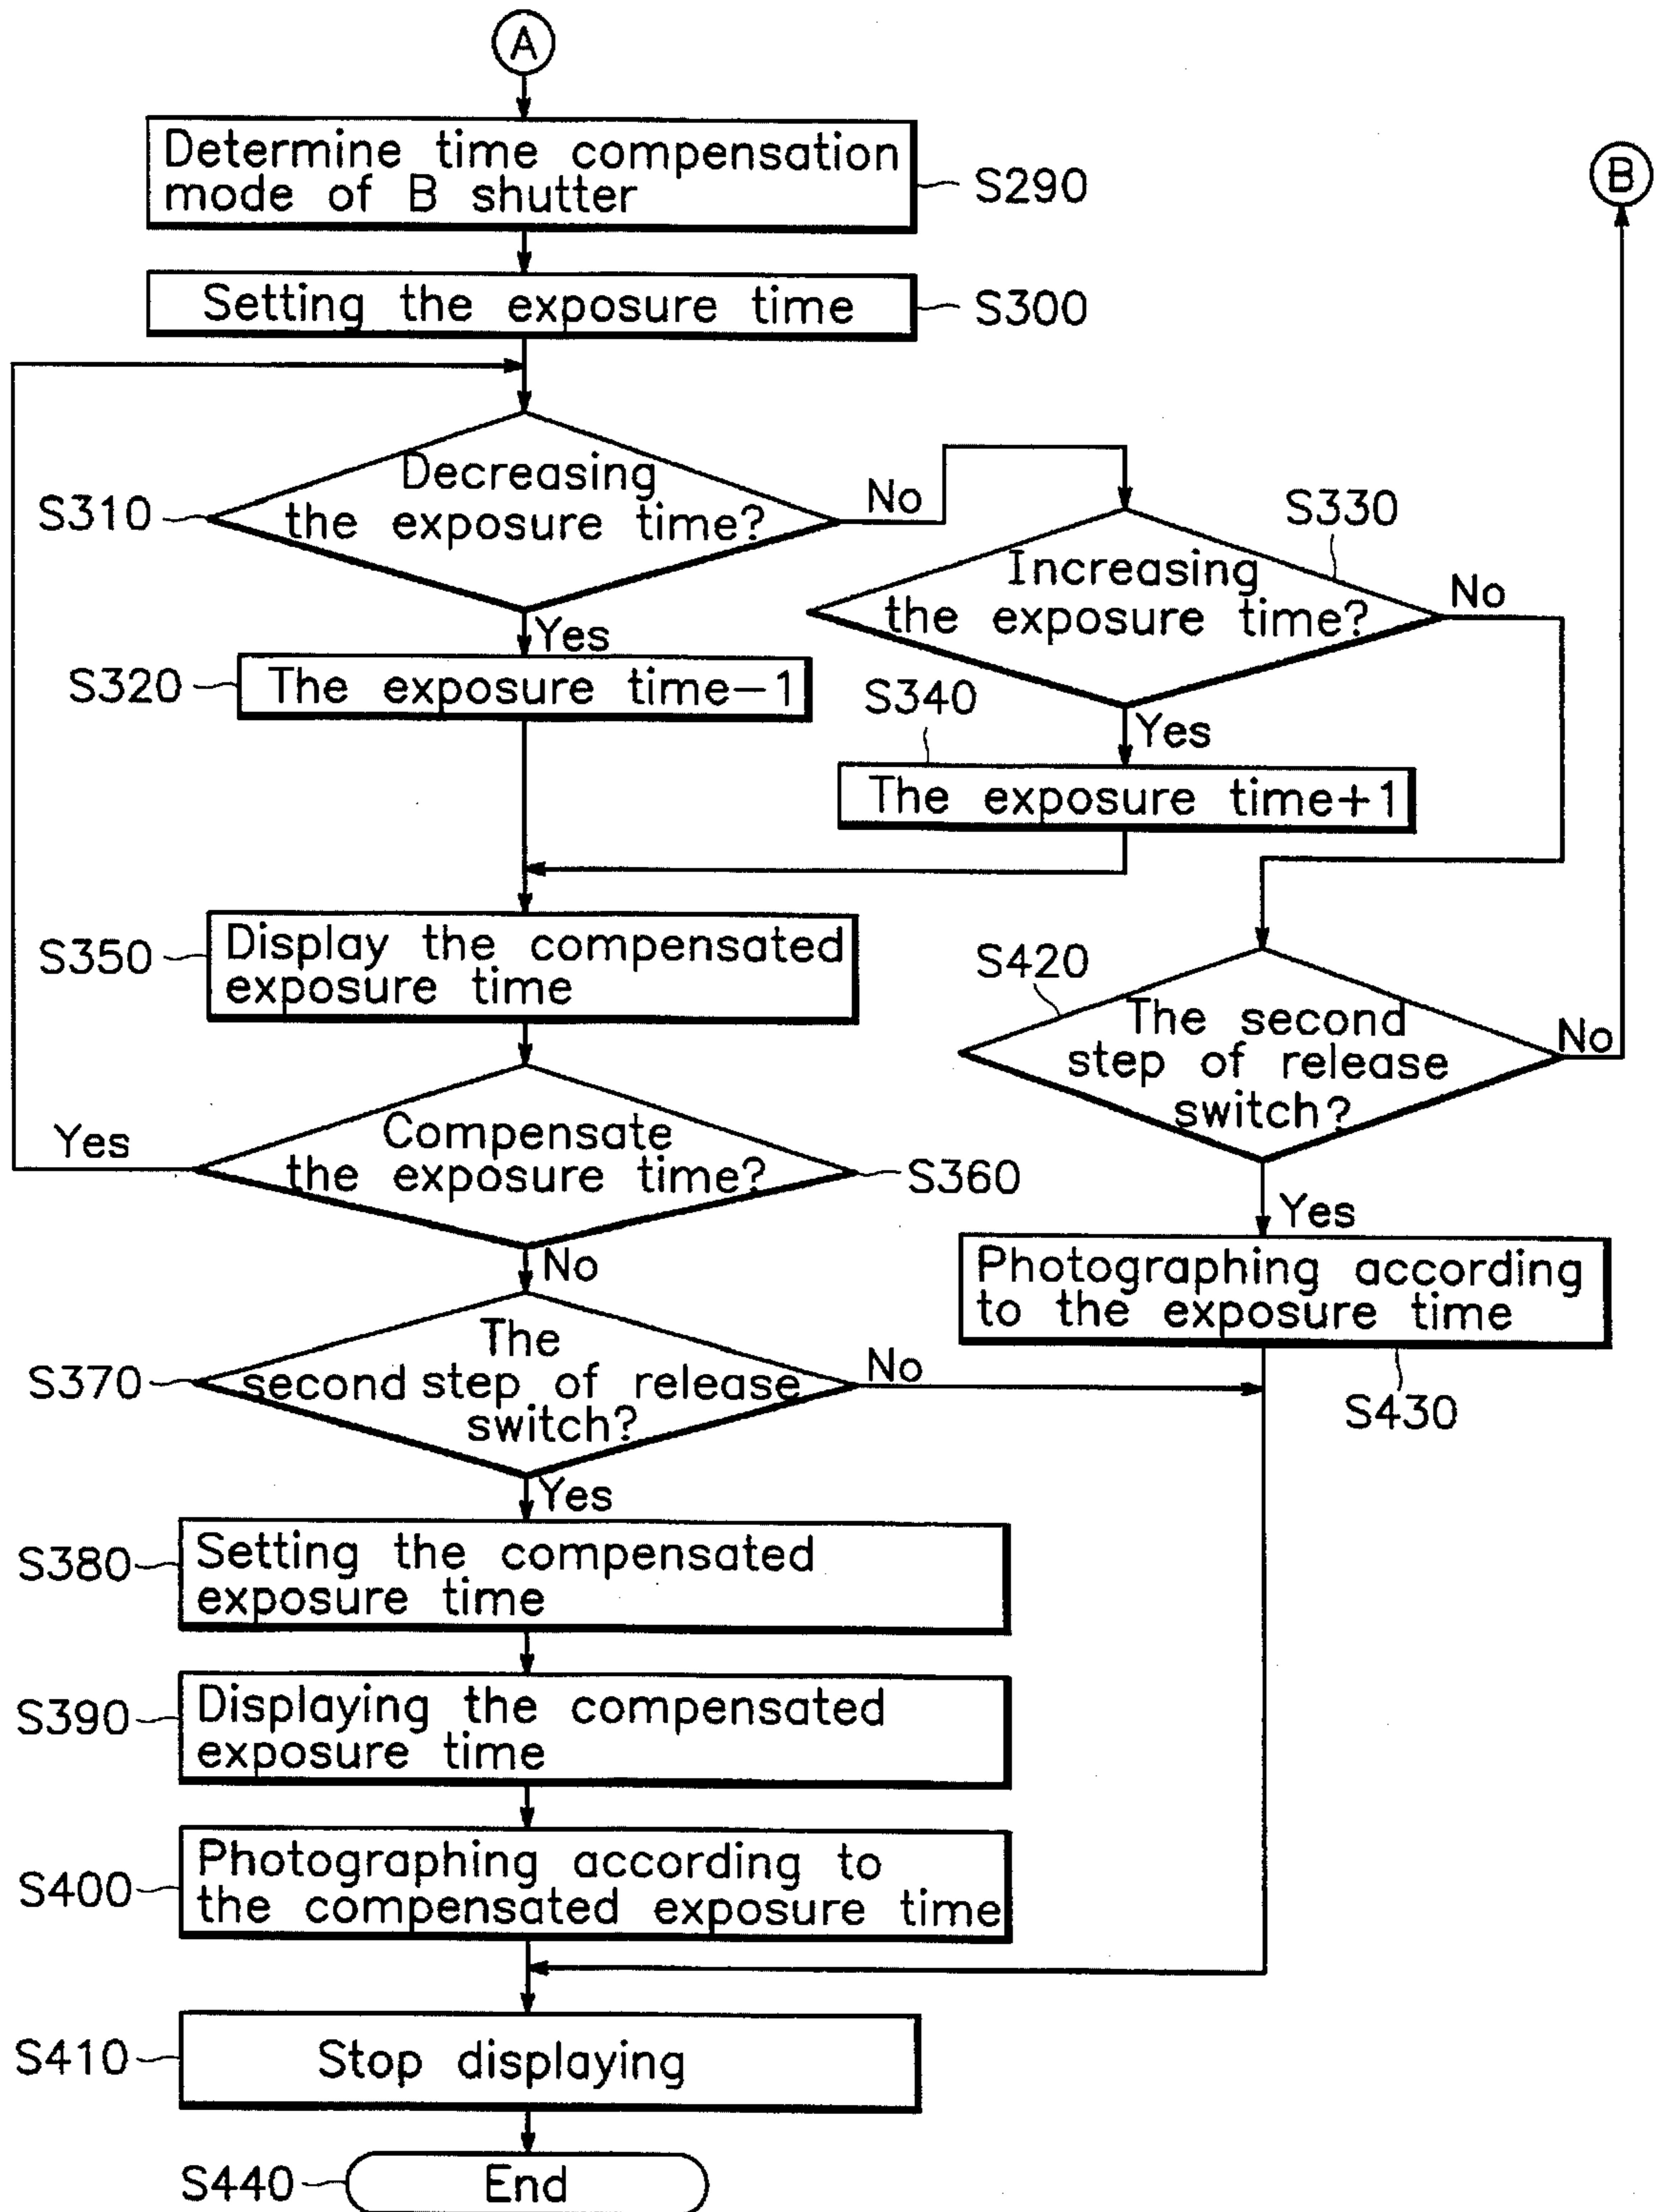 A
Determine time compensation
mode of B shutter
S290
B
Setting the exposure time
S300
Decreasing
the exposure time?
S310
No
Yes
S330
Increasing
the exposure time?
No
The exposure time-1
S320
S340
Yes
The exposure time+1
Display the compensated
exposure time
S350
S420
The second
step of release
switch?
No
Yes
Compensate
the exposure time?
S360
Yes
No
Photographing according
to the exposure time
S430
The
second step of release
switch?
S370
No
Yes
Setting the compensated
exposure time
S380
Displaying the compensated
exposure time
S390
Photographing according to
the compensated exposure time
S400
Stop displaying
S410
End
S440